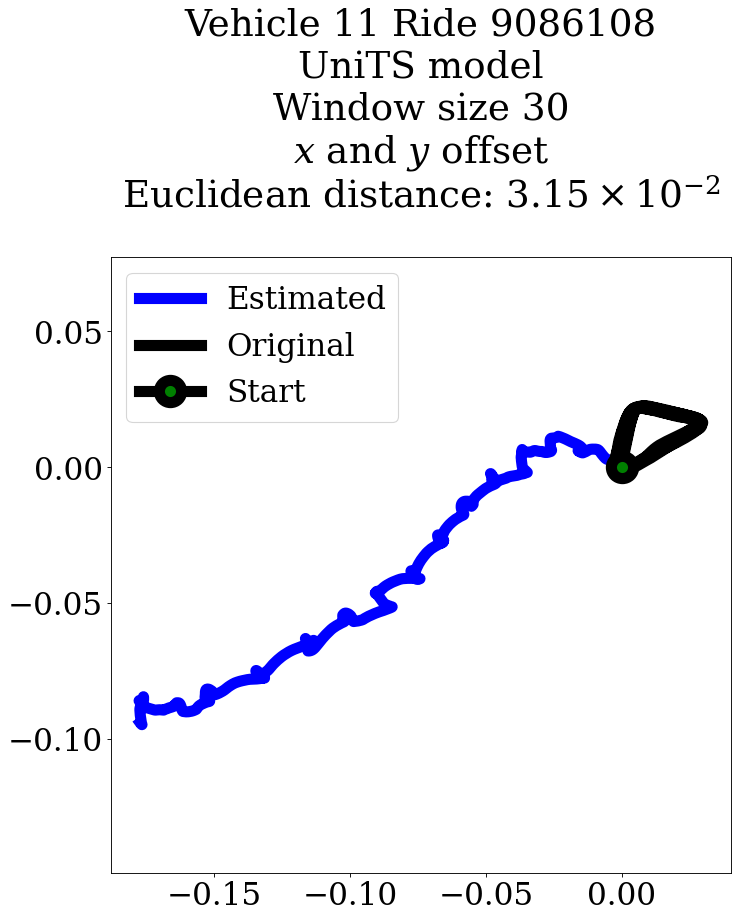 Vehicle 11 Ride 9086108
UniTS model
Window size 30
x and y offset
Euclidean distance: 3.15 × 10⁻²
Estimated
Original
Start
0.05
0.00
−0.05
−0.10
−0.15
−0.10
−0.05
0.00